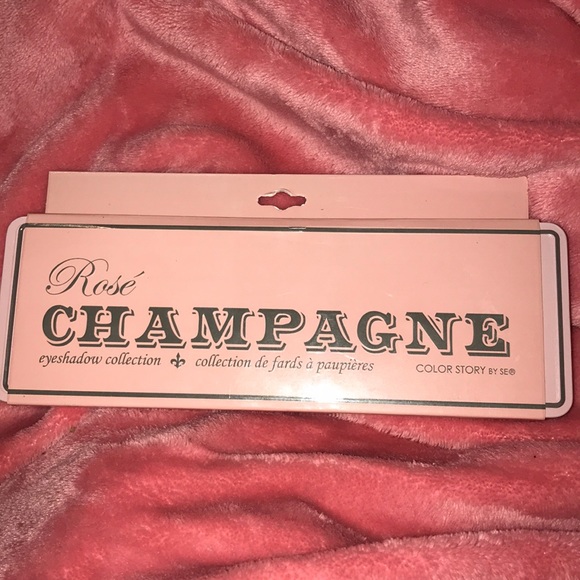 Rosé
CHAMPAGNE
eyeshadow collection ⚜ collection de fards à paupières
COLOR STORY BY SE®